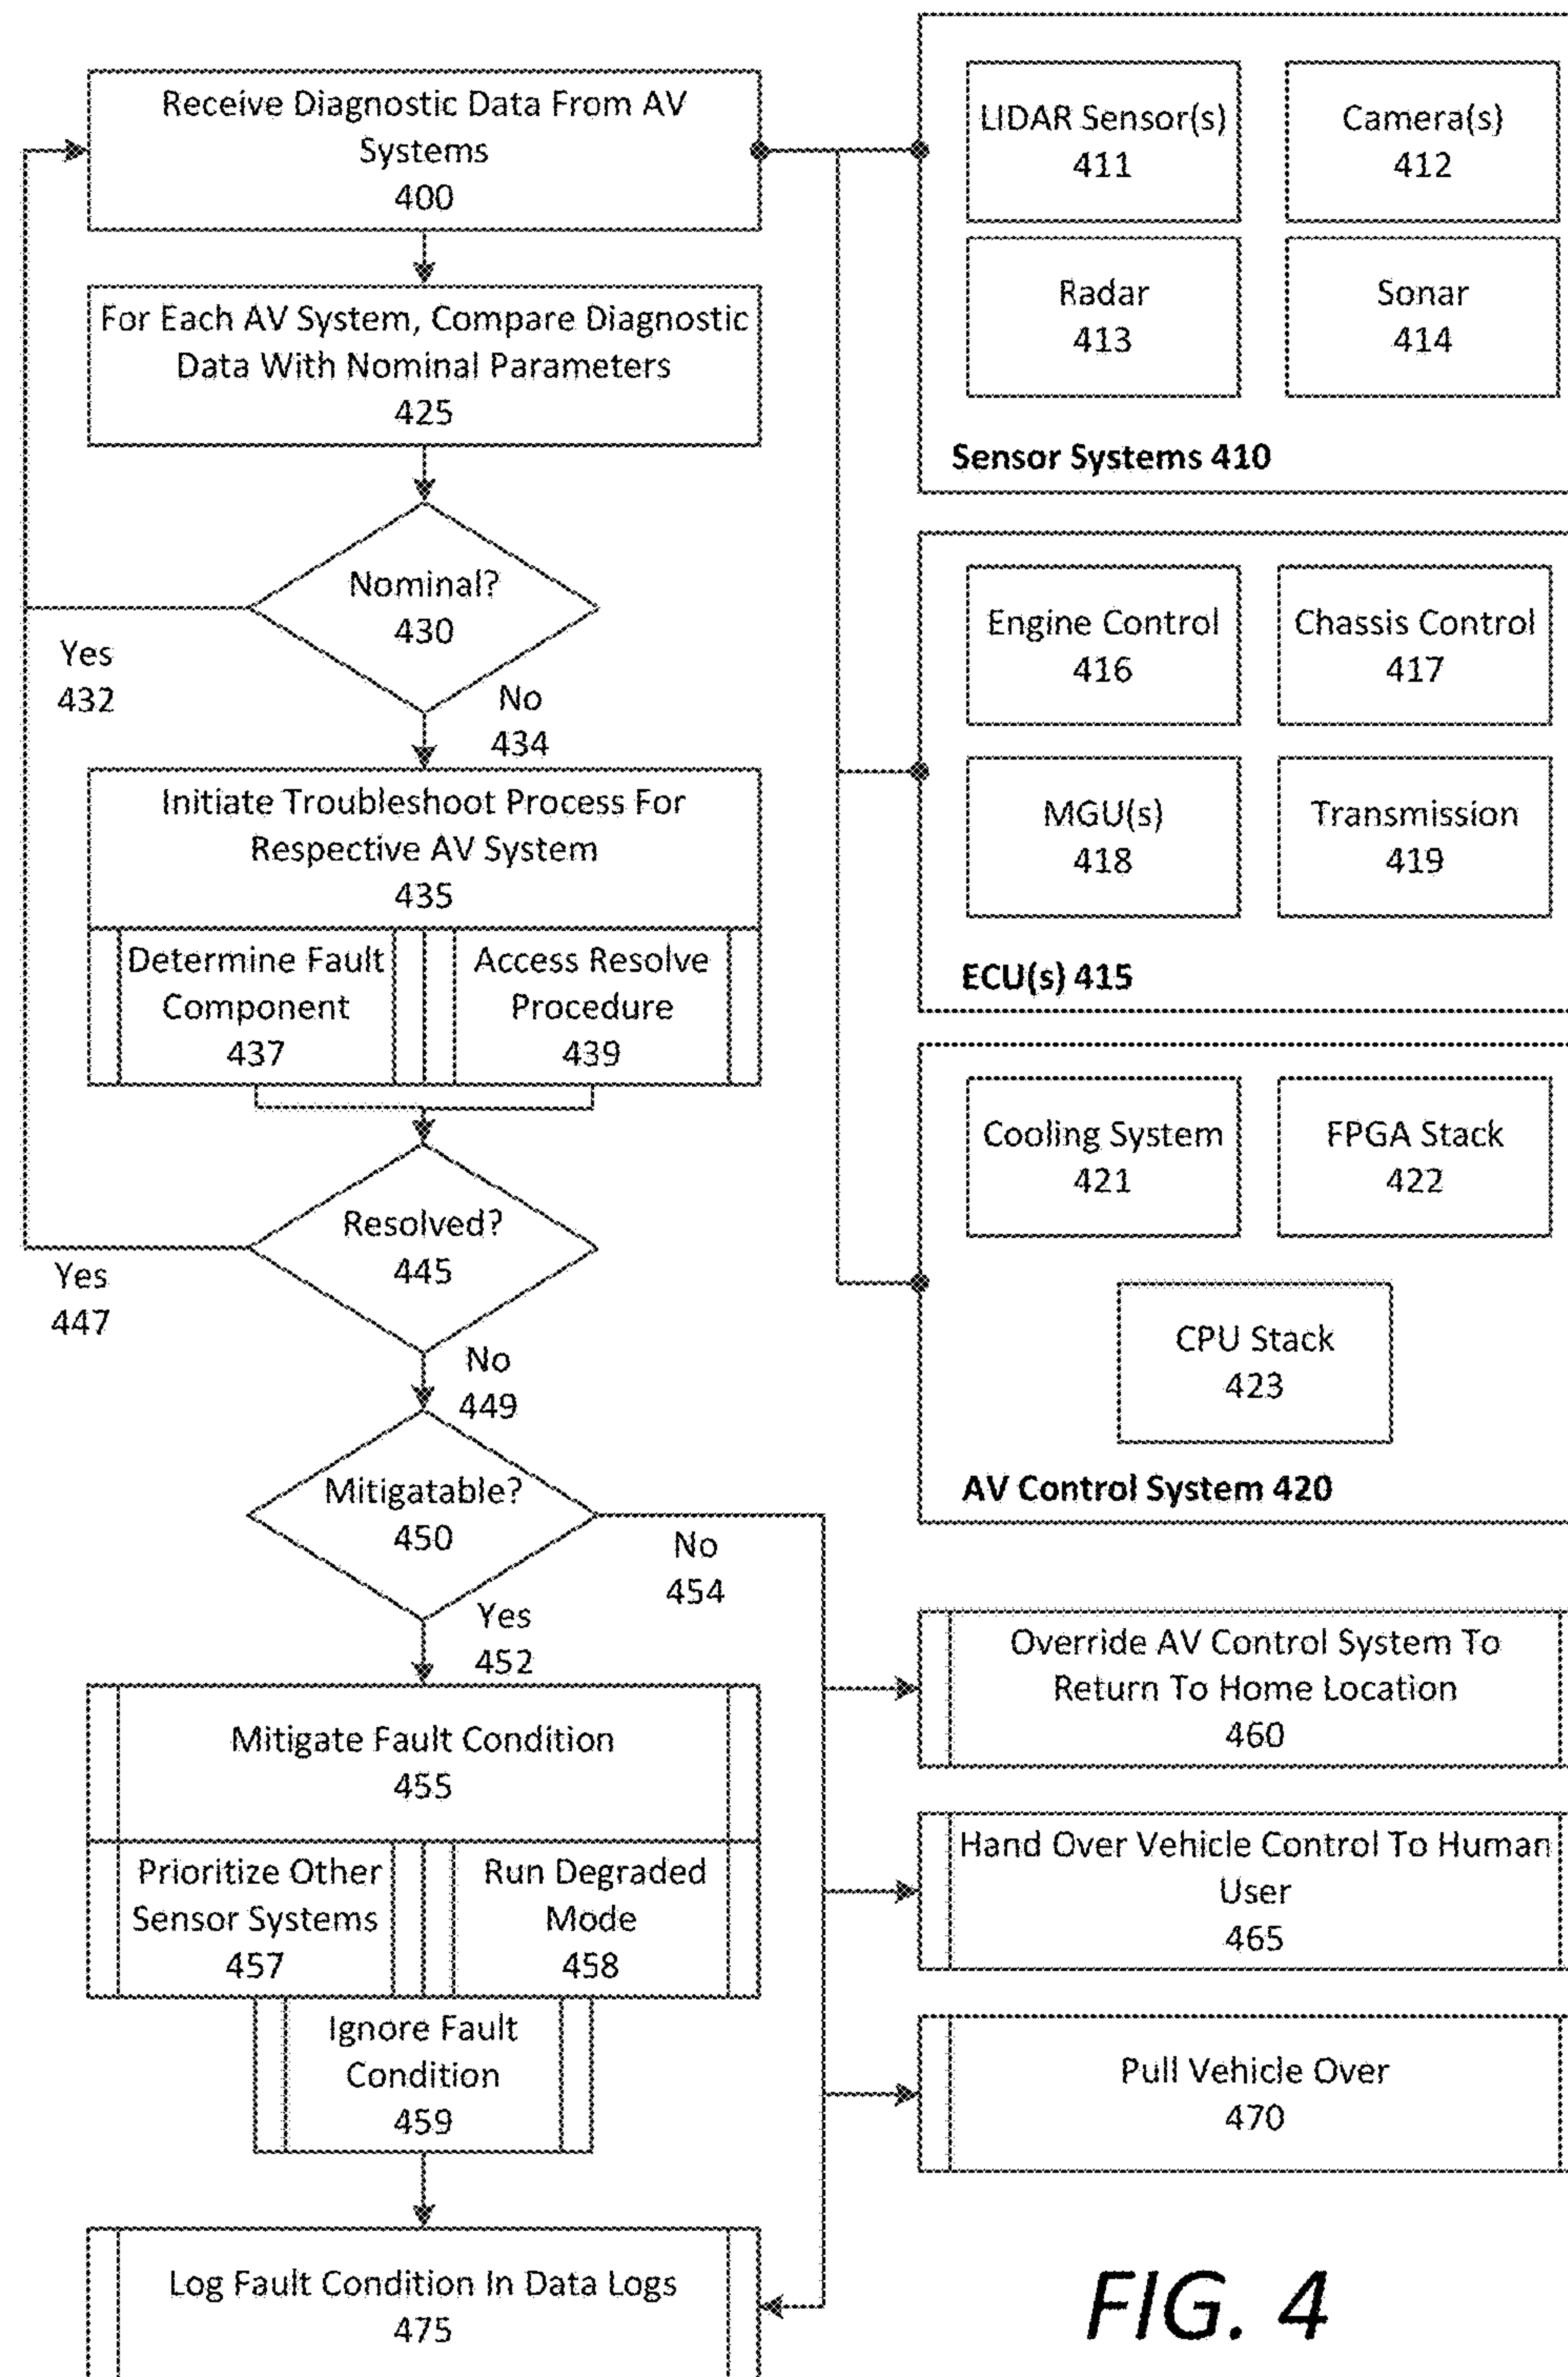 Receive Diagnostic Data From AV
Systems
400
For Each AV System, Compare Diagnostic
Data With Nominal Parameters
425
Nominal?
430
Yes
432
No
434
Initiate Troubleshoot Process For
Respective AV System
435
Determine Fault
Component
437
Access Resolve
Procedure
439
Resolved?
445
Yes
447
No
449
Mitigatable?
450
No
454
Yes
452
Mitigate Fault Condition
455
Prioritize Other
Sensor Systems
457
Run Degraded
Mode
458
Ignore Fault
Condition
459
Log Fault Condition In Data Logs
475
LIDAR Sensor(s)
411
Camera(s)
412
Radar
413
Sonar
414
Sensor Systems 410
Engine Control
416
Chassis Control
417
MGU(s)
418
Transmission
419
ECU(s) 415
Cooling System
421
FPGA Stack
422
CPU Stack
423
AV Control System 420
Override AV Control System To
Return To Home Location
460
Hand Over Vehicle Control To Human
User
465
Pull Vehicle Over
470
FIG. 4